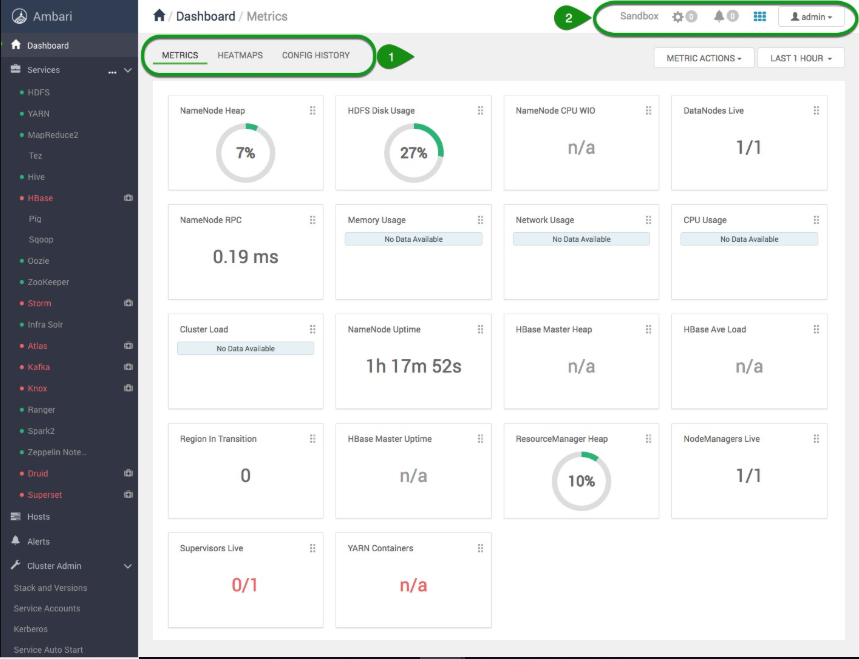 Ambari
Dashboard / Metrics
2
Sandbox 0 0 admin
Dashboard
Services ...
HDFS
YARN
MapReduce2
Tez
Hive
HBase
Pig
Sqoop
Oozie
ZooKeeper
Storm
Infra Solr
Atlas
Kafka
Knox
Ranger
Spark2
Zeppelin Note...
Druid
Superset
Hosts
Alerts
Cluster Admin
Stack and Versions
Service Accounts
Kerberos
Service Auto Start
METRICS HEATMAPS CONFIG HISTORY
1
METRIC ACTIONS LAST 1 HOUR
NameNode Heap
7%
HDFS Disk Usage
27%
NameNode CPU WIO
n/a
DataNodes Live
1/1
NameNode RPC
0.19 ms
Memory Usage
No Data Available
Network Usage
No Data Available
CPU Usage
No Data Available
Cluster Load
No Data Available
NameNode Uptime
1h 17m 52s
HBase Master Heap
n/a
HBase Ave Load
n/a
Region In Transition
0
HBase Master Uptime
n/a
ResourceManager Heap
10%
NodeManagers Live
1/1
Supervisors Live
0/1
YARN Containers
n/a